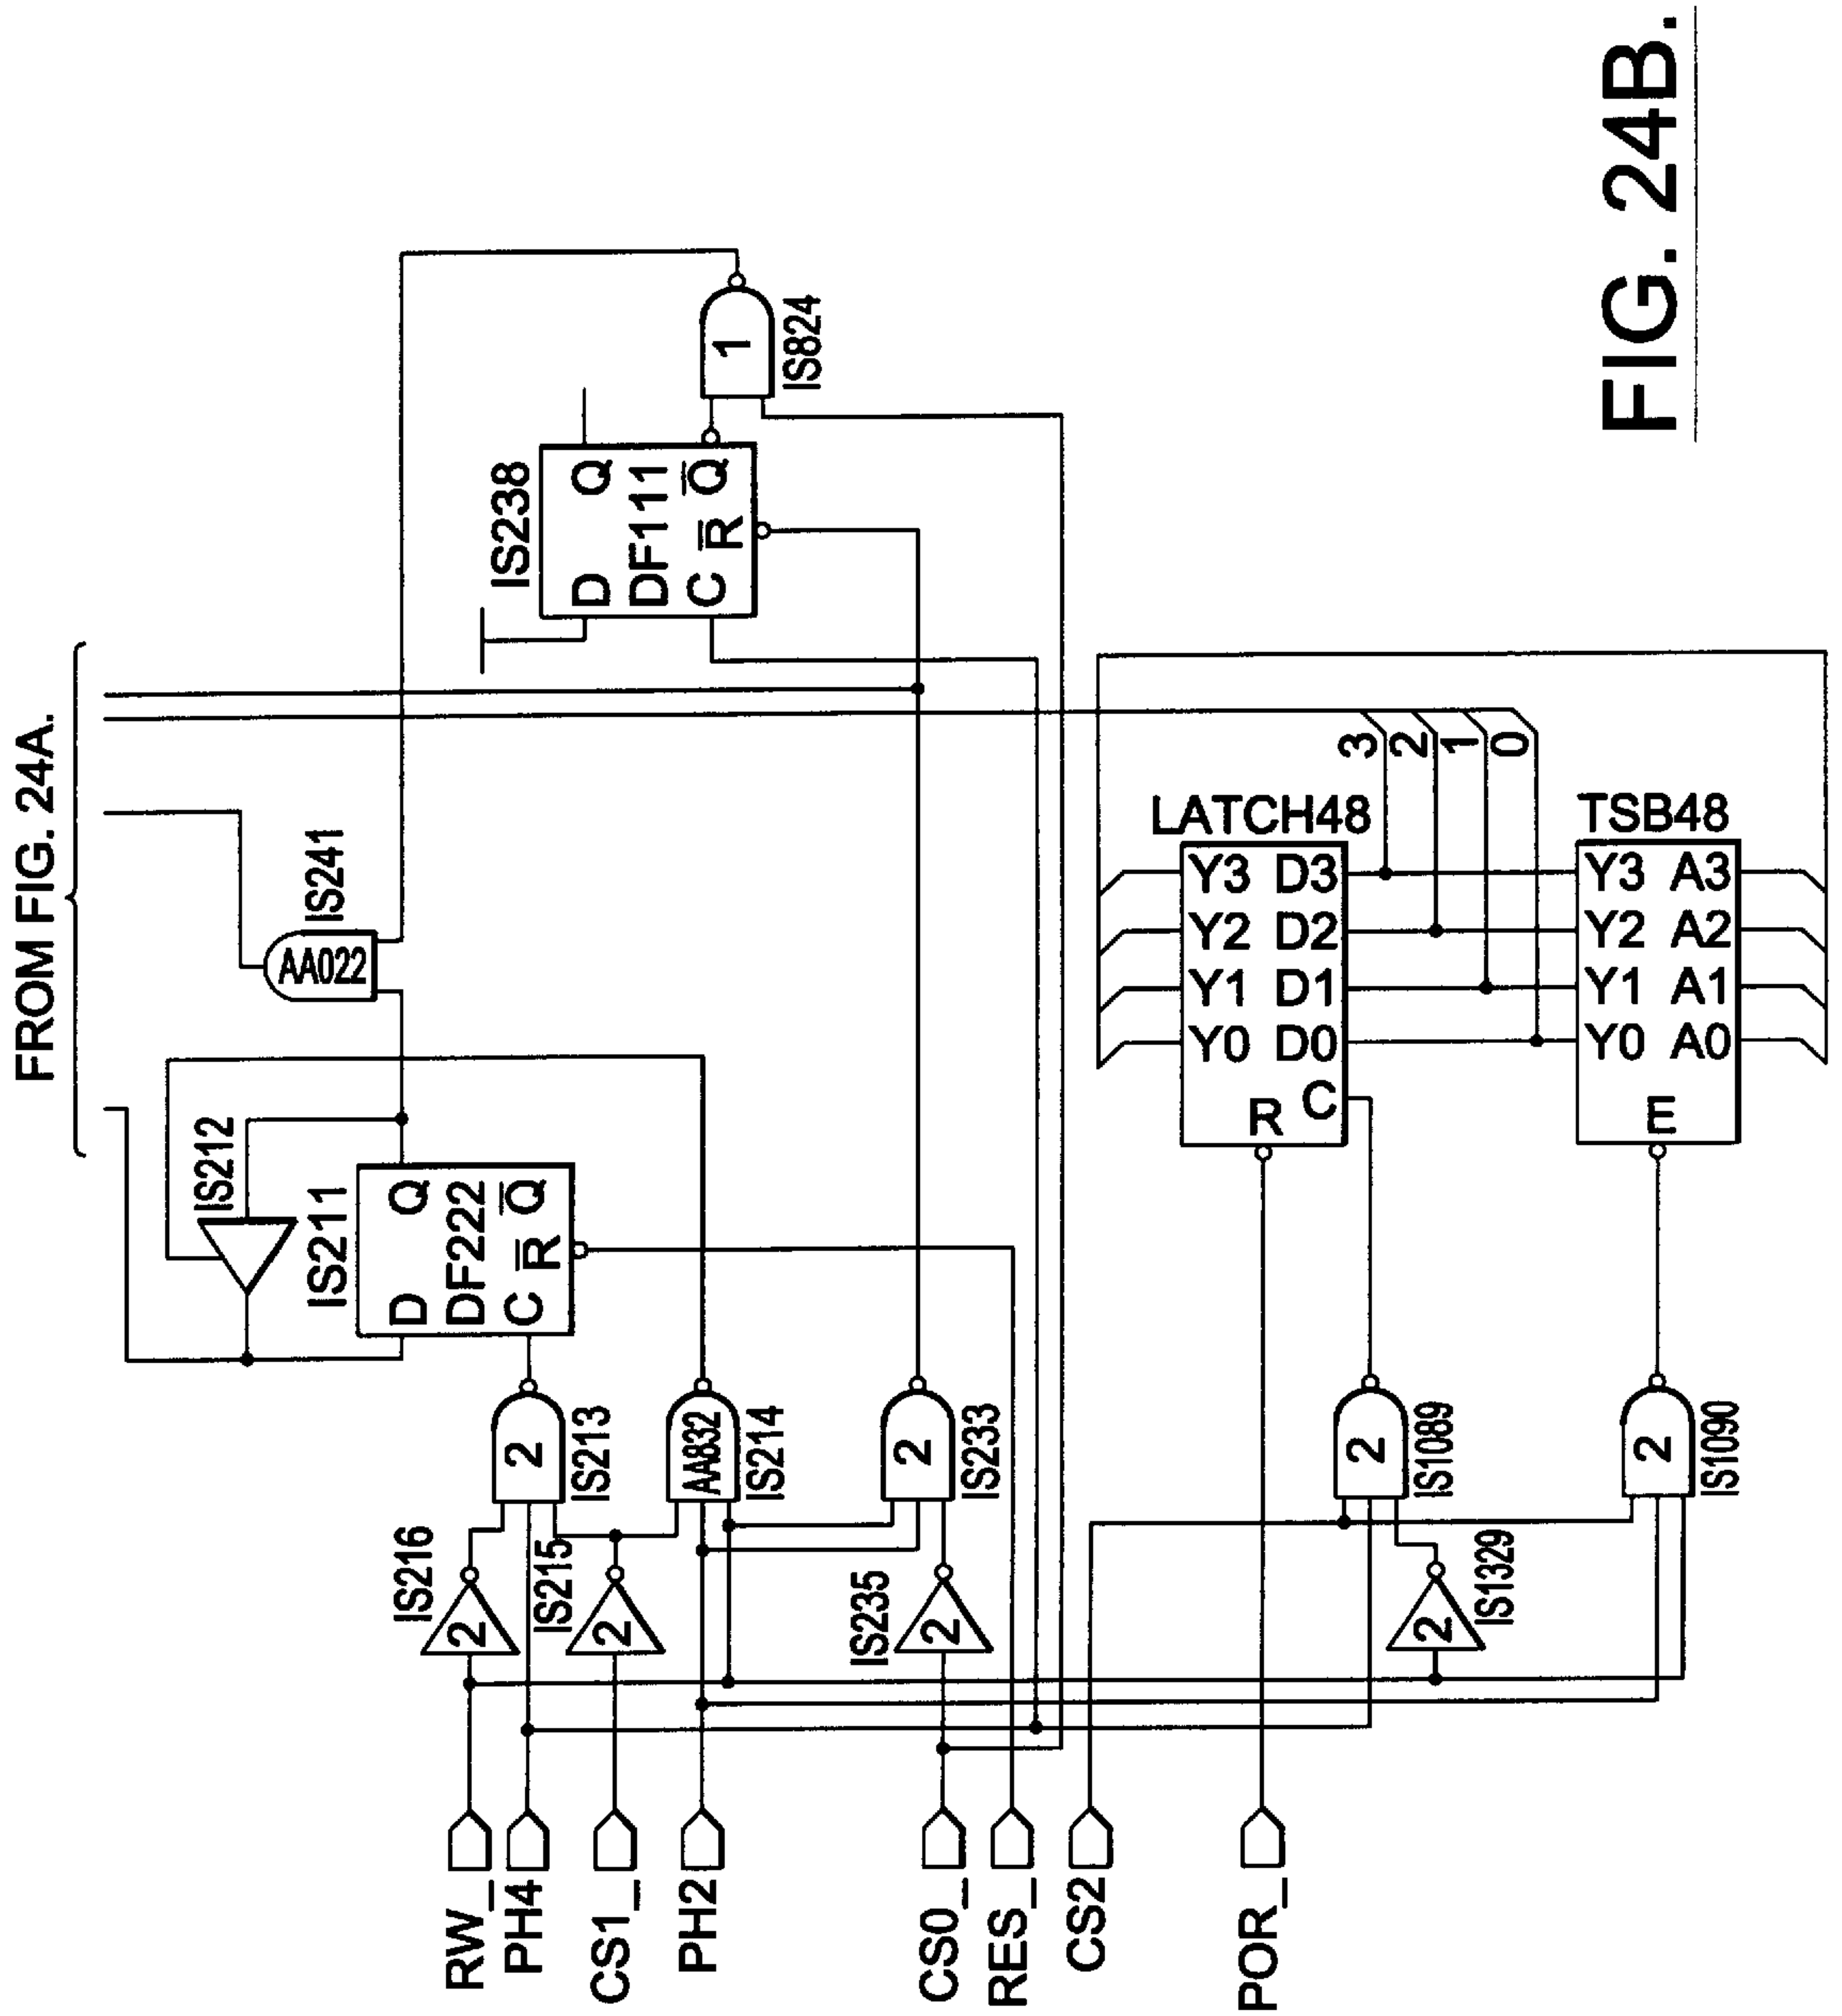 FROM FIG. 24A.
IS212
IS241
IS211
D Q
DF222
C R Q
IS238
D Q
DF111
C R Q
1
IS824
IS216
2
2
IS213
IS215
2
AA832
IS214
AA022
IS235
2
2
IS233
RW_
PH4
CS1_
PH2
CS0_
RES_
CS2
POR_
3
2
1
0
LATCH48
Y3 D3
Y2 D2
Y1 D1
Y0 D0
R C
TSB48
Y3 A3
Y2 A2
Y1 A1
Y0 A0
E
2
IS1089
2
IS1329
2
IS1090
FIG. 24B.